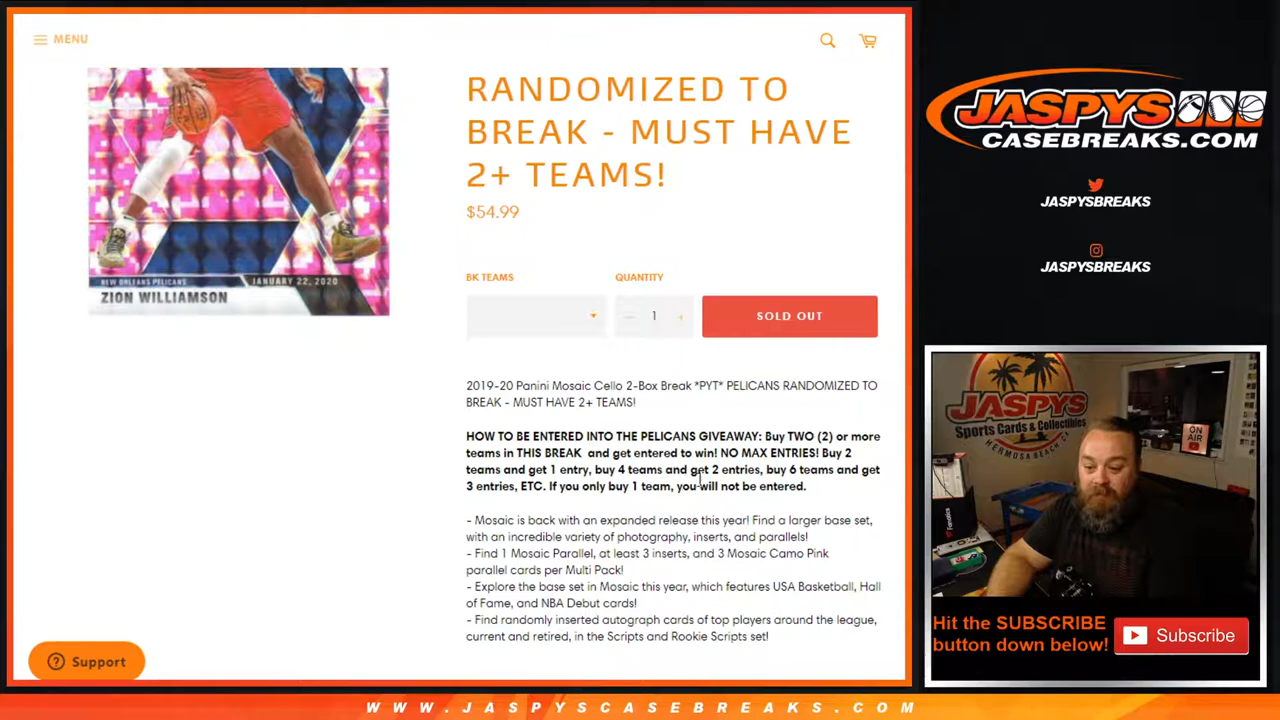 MENU
RANDOMIZED TO
BREAK - MUST HAVE
2+ TEAMS!
$54.99
BK TEAMS
QUANTITY
1
SOLD OUT
NEW ORLEANS PELICANS
JANUARY 22, 2020
ZION WILLIAMSON
2019-20 Panini Mosaic Cello 2-Box Break *PYT* PELICANS RANDOMIZED TO
BREAK - MUST HAVE 2+ TEAMS!
HOW TO BE ENTERED INTO THE PELICANS GIVEAWAY: Buy TWO (2) or more
teams in THIS BREAK and get entered to win! NO MAX ENTRIES! Buy 2
teams and get 1 entry, buy 4 teams and get 2 entries, buy 6 teams and get
3 entries, ETC. If you only buy 1 team, you will not be entered.
- Mosaic is back with an expanded release this year! Find a larger base set,
with an incredible variety of photography, inserts, and parallels!
- Find 1 Mosaic Parallel, at least 3 inserts, and 3 Mosaic Camo Pink
parallel cards per Multi Pack!
- Explore the base set in Mosaic this year, which features USA Basketball, Hall
of Fame, and NBA Debut cards!
- Find randomly inserted autograph cards of top players around the league,
current and retired, in the Scripts and Rookie Scripts set!
Support
JASPYS
CASEBREAKS.COM
JASPYSBREAKS
JASPYSBREAKS
JASPYS
Sports Cards & Collectibles
HERMOSA BEACH, CA
ON
AIR
Fanatics
Hit the SUBSCRIBE
button down below!
Subscribe
WWW.JASPYSCASEBREAKS.COM